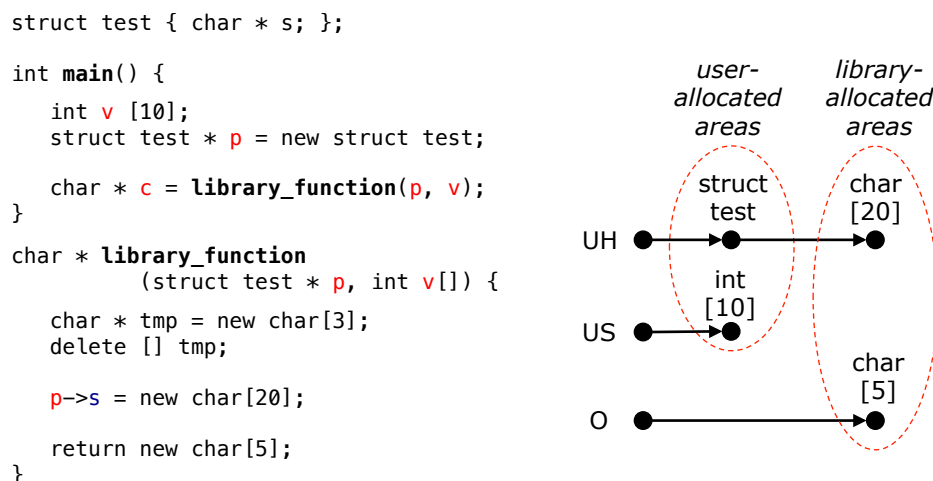 struct test { char * s; };
int main() {
int v [10];
struct test * p = new struct test;
char * c = library_function(p, v);
}
char * library_function
(struct test * p, int v[]) {
char * tmp = new char[3];
delete [] tmp;
p->s = new char[20];
return new char[5];
}
user-
allocated
areas
library-
allocated
areas
struct
test
char
[20]
UH
int
[10]
US
char
[5]
O